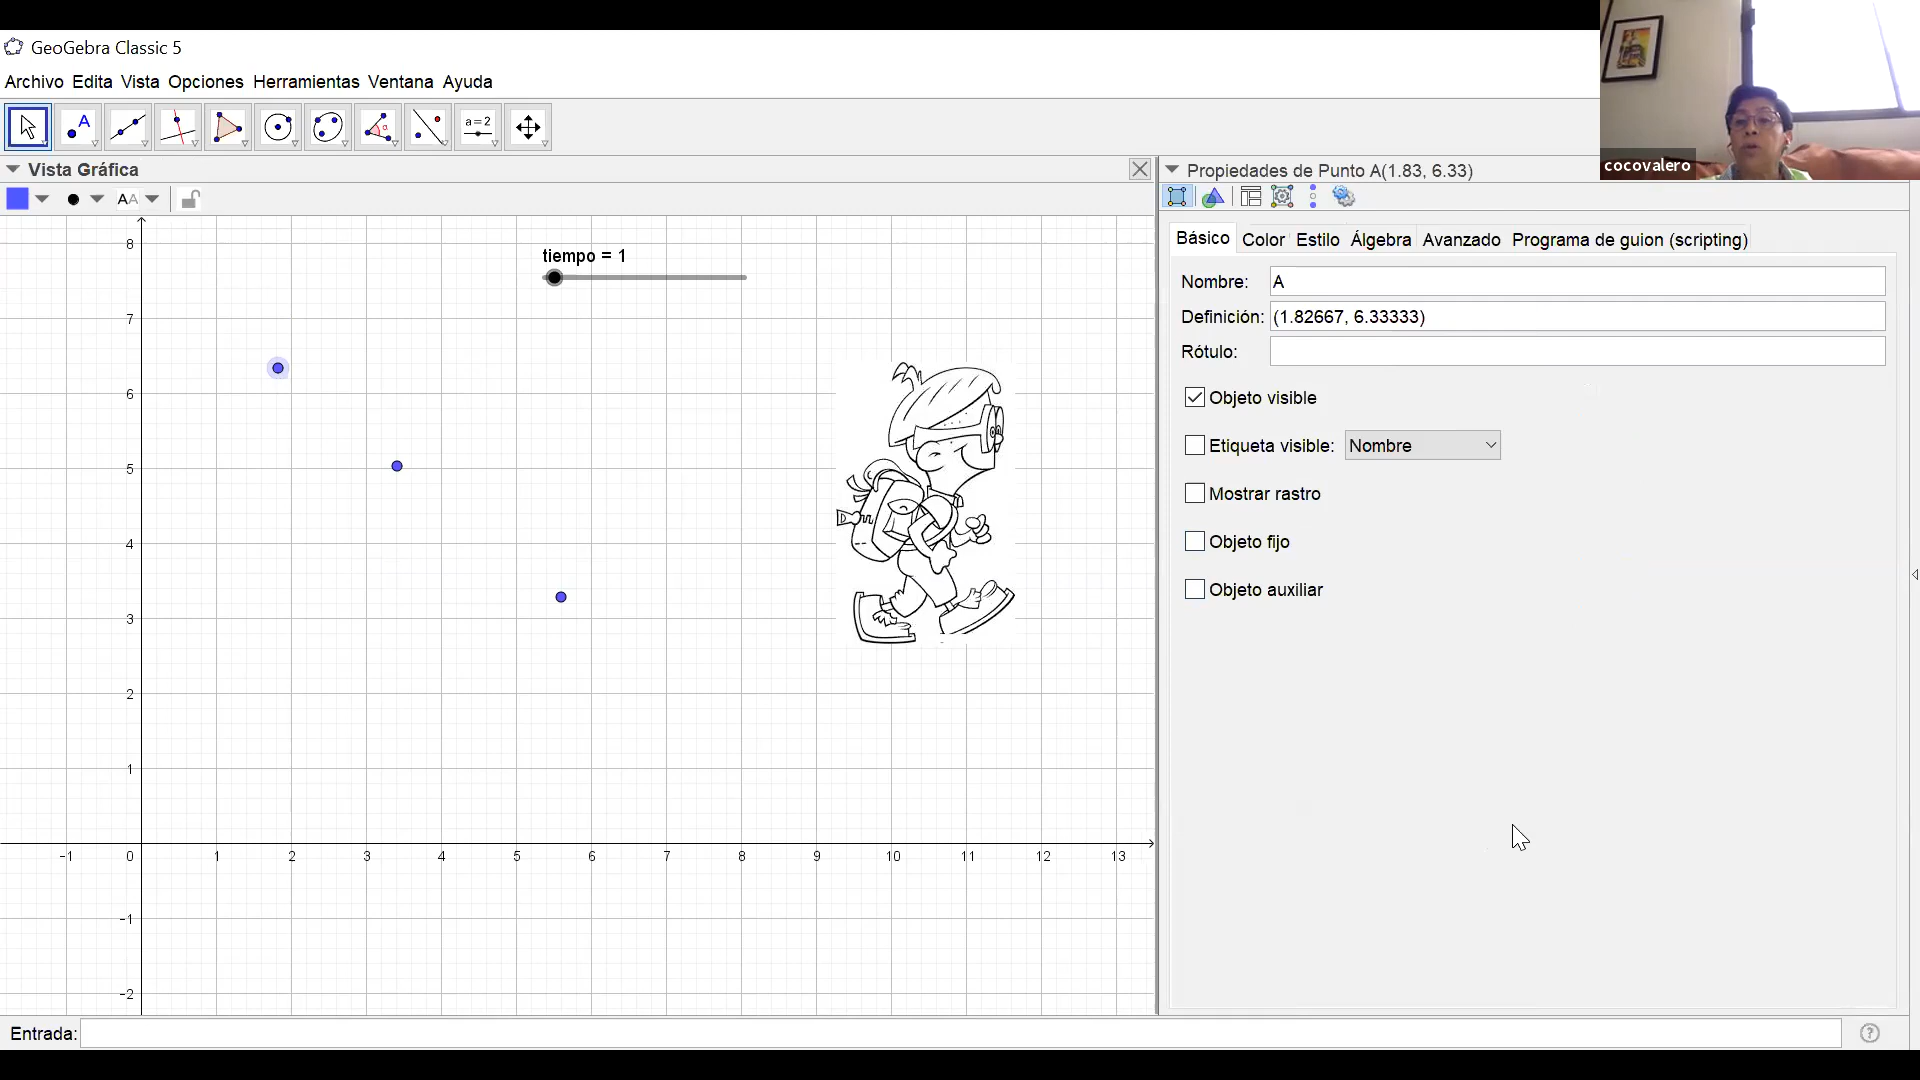 GeoGebra Classic 5
Archivo Edita Vista Opciones Herramientas Ventana Ayuda
A
α
a=2
cocovalero
Vista Gráfica
Propiedades de Punto A(1.83, 6.33)
AA
Básico Color Estilo Álgebra Avanzado Programa de guion (scripting)
tiempo = 1
Nombre: A
Definición: (1.82667, 6.33333)
Rótulo:
Objeto visible
Etiqueta visible: Nombre
Mostrar rastro
Objeto fijo
Objeto auxiliar
8
7
6
5
4
3
2
1
-1 0 1 2 3 4 5 6 7 8 9 10 11 12 13
-1
-2
Entrada:
?